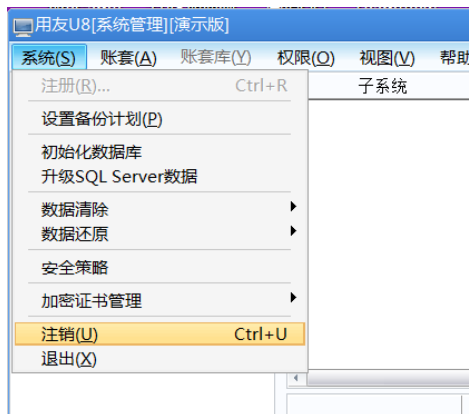 用友U8[系统管理][演示版]
系统(S) 账套(A) 账套库(Y) 权限(O) 视图(V) 帮助
注册(R)... Ctrl+R 子系统
设置备份计划(P)
初始化数据库
升级SQL Server数据
数据清除
数据还原
安全策略
加密证书管理
注销(U) Ctrl+U
退出(X)